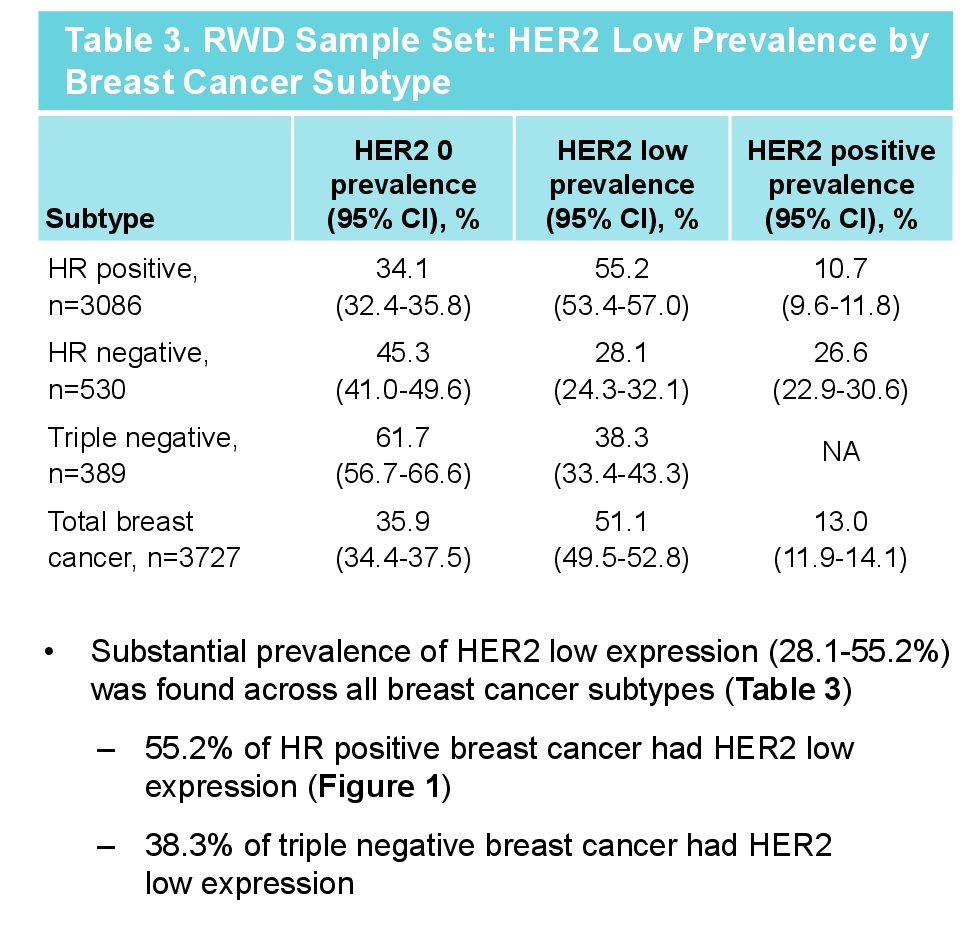 Table 3. RWD Sample Set: HER2 Low Prevalence by
Breast Cancer Subtype
Subtype
HER2 0
prevalence
(95% CI), %
HER2 low
prevalence
(95% CI), %
HER2 positive
prevalence
(95% CI), %
HR positive,
n=3086
34.1
(32.4-35.8)
55.2
(53.4-57.0)
10.7
(9.6-11.8)
HR negative,
n=530
45.3
(41.0-49.6)
28.1
(24.3-32.1)
26.6
(22.9-30.6)
Triple negative,
n=389
61.7
(56.7-66.6)
38.3
(33.4-43.3)
NA
Total breast
cancer, n=3727
35.9
(34.4-37.5)
51.1
(49.5-52.8)
13.0
(11.9-14.1)
• Substantial prevalence of HER2 low expression (28.1-55.2%)
was found across all breast cancer subtypes (Table 3)
– 55.2% of HR positive breast cancer had HER2 low
expression (Figure 1)
– 38.3% of triple negative breast cancer had HER2
low expression